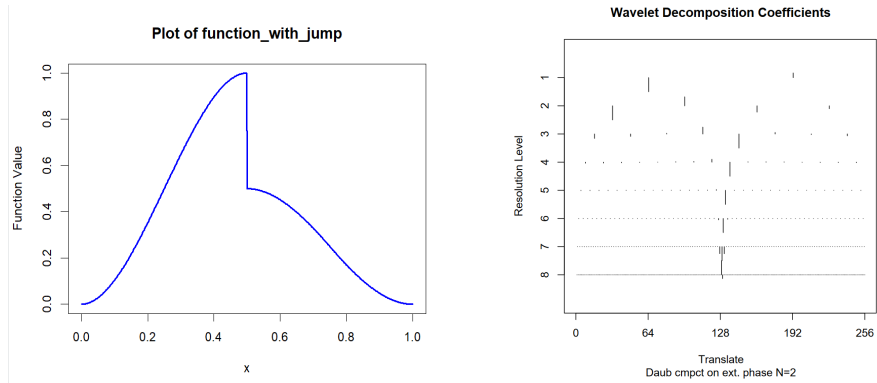 Plot of function_with_jump
Function Value
0.0 0.2 0.4 0.6 0.8 1.0
0.0 0.2 0.4 0.6 0.8 1.0
x
Wavelet Decomposition Coefficients
Resolution Level
1
2
3
4
5
6
7
8
0 64 128 192 256
Translate
Daub cmpct on ext. phase N=2